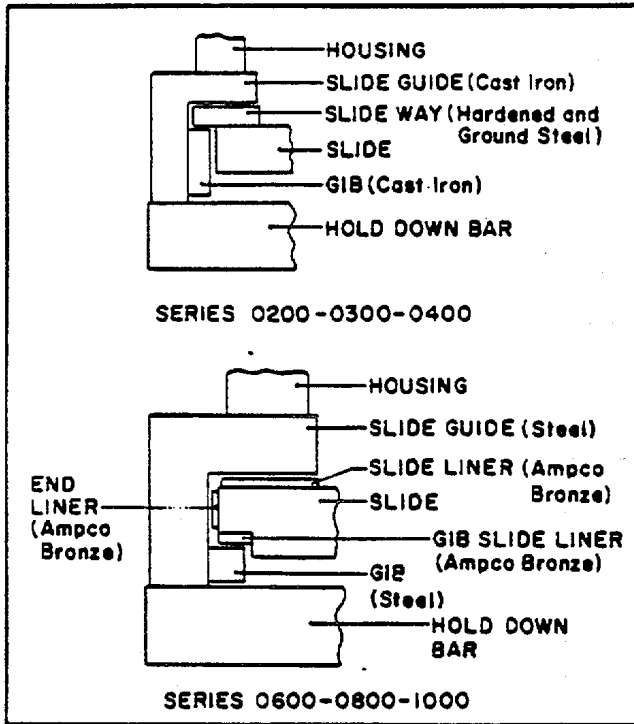 HOUSING
SLIDE GUIDE (Cast Iron)
SLIDE WAY (Hardened and
Ground Steel)
SLIDE
GIB (Cast Iron)
HOLD DOWN BAR
SERIES 0200-0300-0400
HOUSING
SLIDE GUIDE (Steel)
SLIDE LINER (Ampco
Bronze)
END
LINER
(Ampco
Bronze)
SLIDE
GIB SLIDE LINER
(Ampco Bronze)
GIB
(Steel)
HOLD DOWN
BAR
SERIES 0600-0800-1000